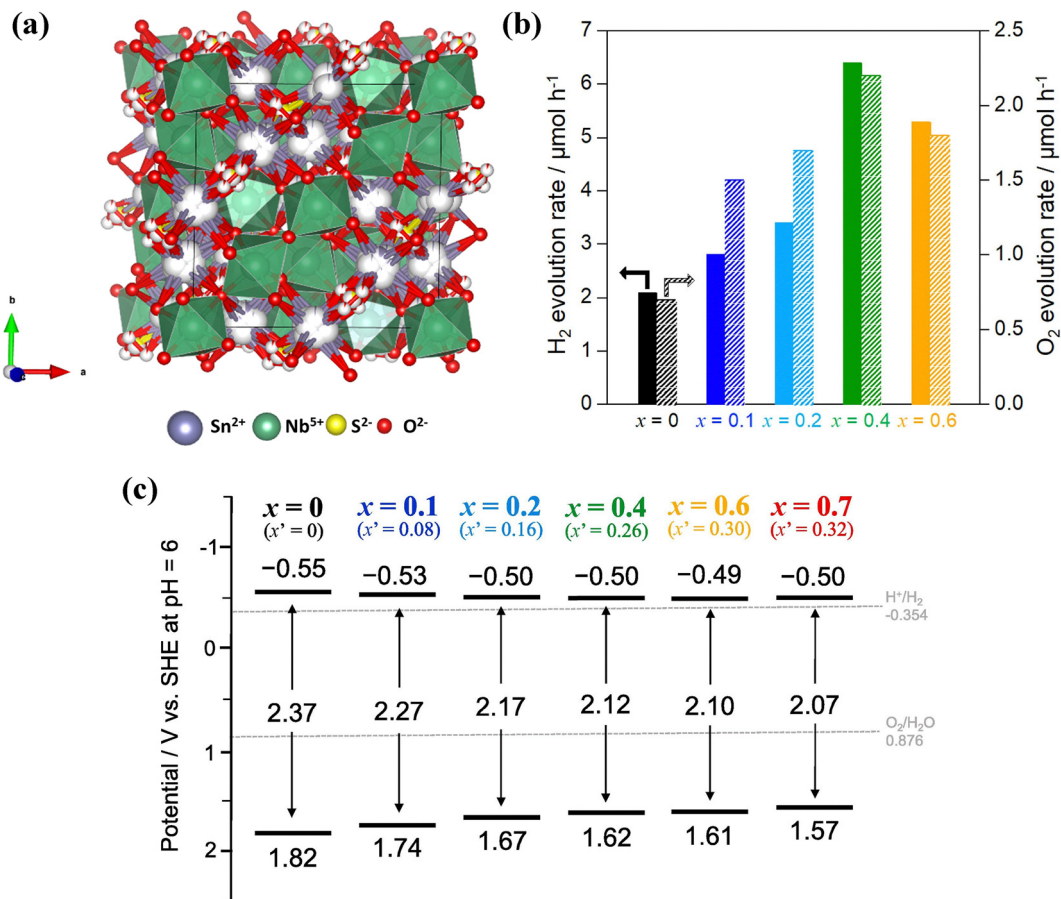 (a)
b
a
Sn²⁺ Nb⁵⁺ S²⁻ O²⁻
(b)
H₂ evolution rate / μmol h⁻¹
7
6
5
4
3
2
1
0
2.5
2.0
1.5
1.0
0.5
0.0
O₂ evolution rate / μmol h⁻¹
x = 0 x = 0.1 x = 0.2 x = 0.4 x = 0.6
(c)
Potential / V vs. SHE at pH = 6
-1
0
1
2
x = 0 x = 0.1 x = 0.2 x = 0.4 x = 0.6 x = 0.7
(x' = 0) (x' = 0.08) (x' = 0.16) (x' = 0.26) (x' = 0.30) (x' = 0.32)
−0.55 −0.53 −0.50 −0.50 −0.49 −0.50
H⁺/H₂
-0.354
2.37 2.27 2.17 2.12 2.10 2.07
O₂/H₂O
0.876
1.82 1.74 1.67 1.62 1.61 1.57